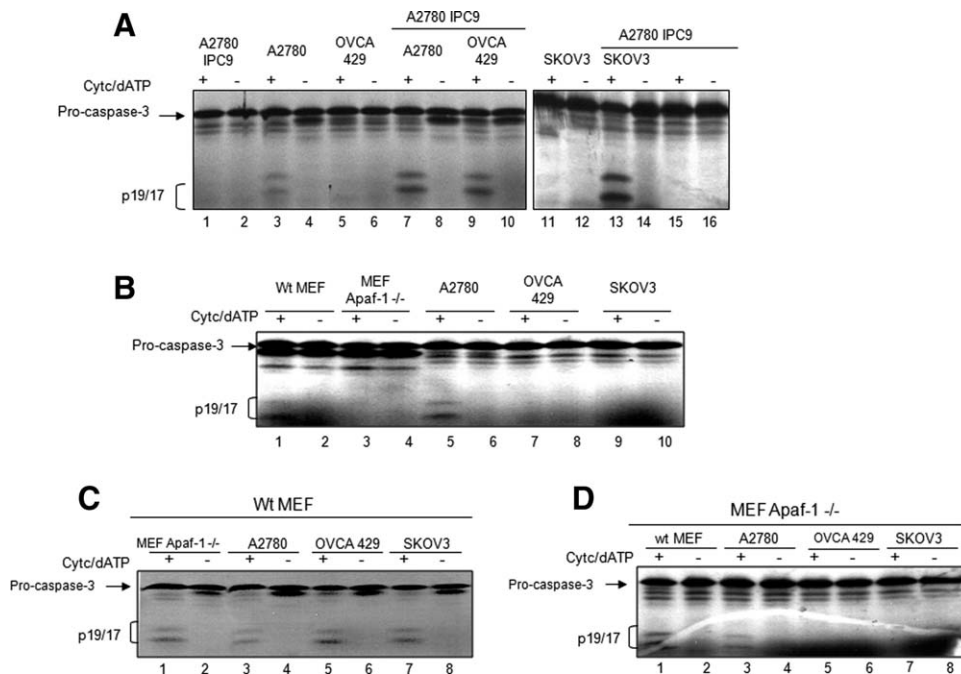 A
A2780 IPC9
A2780 IPC9
A2780
IPC9
A2780
OVCA
429
A2780
OVCA
429
SKOV3
SKOV3
Cytc/dATP
+ - + - + - + - + - + - + - + -
Pro-caspase-3
p19/17
1 2 3 4 5 6 7 8 9 10 11 12 13 14 15 16
B
Wt MEF
MEF
Apaf-1 -/-
A2780
OVCA
429
SKOV3
Cytc/dATP
+ - + - + - + - + -
Pro-caspase-3
p19/17
1 2 3 4 5 6 7 8 9 10
C
Wt MEF
MEF Apaf-1 -/- A2780 OVCA 429 SKOV3
Cytc/dATP
+ - + - + - + -
Pro-caspase-3
p19/17
1 2 3 4 5 6 7 8
D
MEF Apaf-1 -/-
wt MEF A2780 OVCA 429 SKOV3
Cytc/dATP
+ - + - + - + -
Pro-caspase-3
p19/17
1 2 3 4 5 6 7 8